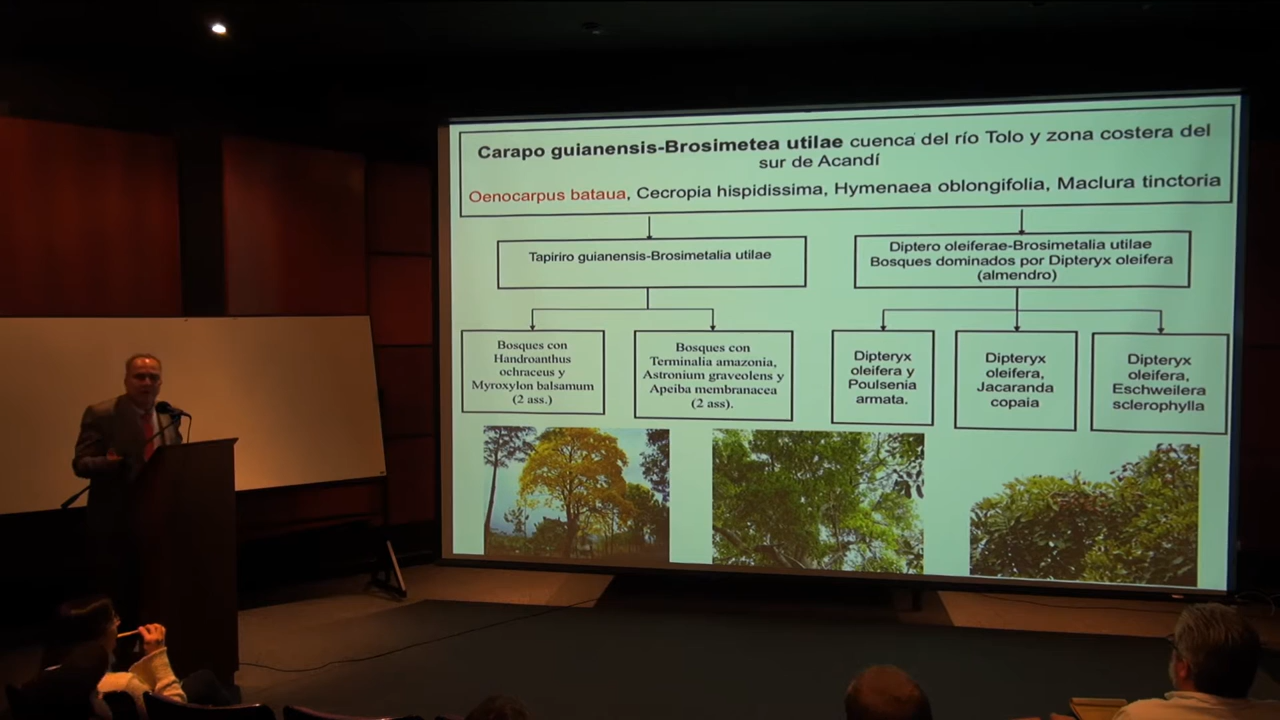 Carapo guianensis-Brosimetea utilae cuenca del río Tolo y zona costera del
sur de Acandí
Oenocarpus bataua, Cecropia hispidissima, Hymenaea oblongifolia, Maclura tinctoria
Tapiriro guianensis-Brosimetalia utilae
Diptero oleiferae-Brosimetalia utilae
Bosques dominados por Dipteryx oleifera
(almendro)
Bosques con
Handroanthus
ochraceus y
Myroxylon balsamum
(2 ass.)
Bosques con
Terminalia amazonia,
Astronium graveolens y
Apeiba membranacea
(2 ass).
Dipteryx
oleifera y
Poulsenia
armata.
Dipteryx
oleifera,
Jacaranda
copaia
Dipteryx
oleifera,
Eschweilera
sclerophylla